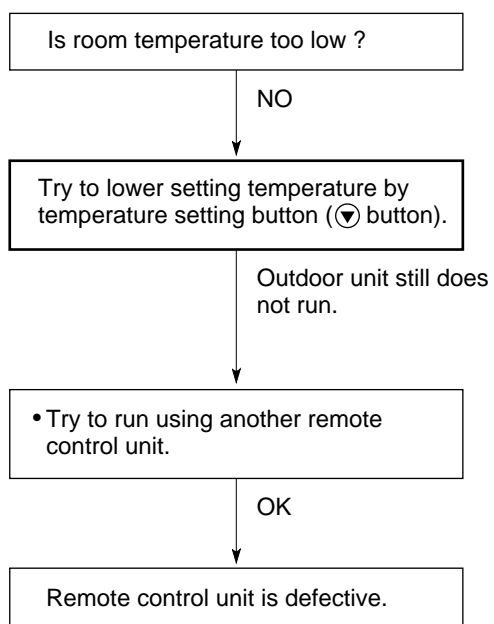 Is room temperature too low ?
NO
Try to lower setting temperature by
temperature setting button (▼ button).
Outdoor unit still does
not run.
• Try to run using another remote
control unit.
OK
Remote control unit is defective.